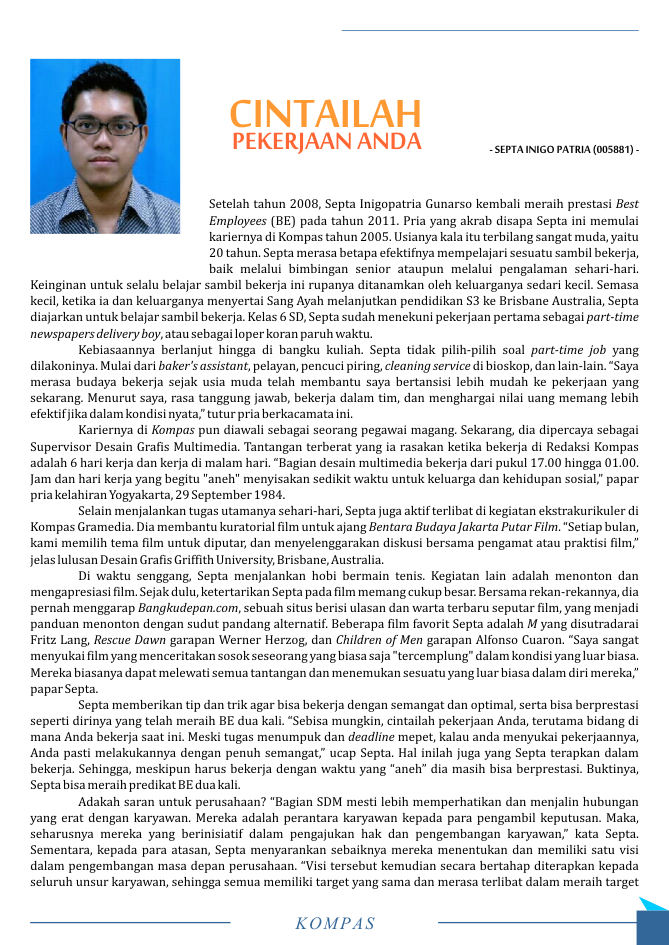 CINTAILAH
PEKERJAAN ANDA
- SEPTA INIGO PATRIA (005881) -
Setelah tahun 2008, Septa Inigopatria Gunarso kembali meraih prestasi Best
Employees (BE) pada tahun 2011. Pria yang akrab disapa Septa ini memulai
kariernya di Kompas tahun 2005. Usianya kala itu terbilang sangat muda, yaitu
20 tahun. Septa merasa betapa efektifnya mempelajari sesuatu sambil bekerja,
baik melalui bimbingan senior ataupun melalui pengalaman sehari-hari.
Keinginan untuk selalu belajar sambil bekerja ini rupanya ditanamkan oleh keluarganya sedari kecil. Semasa
kecil, ketika ia dan keluarganya menyertai Sang Ayah melanjutkan pendidikan S3 ke Brisbane Australia, Septa
diajarkan untuk belajar sambil bekerja. Kelas 6 SD, Septa sudah menekuni pekerjaan pertama sebagai part-time
newspapers delivery boy, atau sebagai loper koran paruh waktu.
Kebiasaannya berlanjut hingga di bangku kuliah. Septa tidak pilih-pilih soal part-time job yang
dilakoninya. Mulai dari baker's assistant, pelayan, pencuci piring, cleaning service di bioskop, dan lain-lain. “Saya
merasa budaya bekerja sejak usia muda telah membantu saya bertansisi lebih mudah ke pekerjaan yang
sekarang. Menurut saya, rasa tanggung jawab, bekerja dalam tim, dan menghargai nilai uang memang lebih
efektif jika dalam kondisi nyata,” tutur pria berkacamata ini.
Kariernya di Kompas pun diawali sebagai seorang pegawai magang. Sekarang, dia dipercaya sebagai
Supervisor Desain Grafis Multimedia. Tantangan terberat yang ia rasakan ketika bekerja di Redaksi Kompas
adalah 6 hari kerja dan kerja di malam hari. “Bagian desain multimedia bekerja dari pukul 17.00 hingga 01.00.
Jam dan hari kerja yang begitu "aneh" menyisakan sedikit waktu untuk keluarga dan kehidupan sosial,” papar
pria kelahiran Yogyakarta, 29 September 1984.
Selain menjalankan tugas utamanya sehari-hari, Septa juga aktif terlibat di kegiatan ekstrakurikuler di
Kompas Gramedia. Dia membantu kuratorial film untuk ajang Bentara Budaya Jakarta Putar Film. “Setiap bulan,
kami memilih tema film untuk diputar, dan menyelenggarakan diskusi bersama pengamat atau praktisi film,”
jelas lulusan Desain Grafis Griffith University, Brisbane, Australia.
Di waktu senggang, Septa menjalankan hobi bermain tenis. Kegiatan lain adalah menonton dan
mengapresiasi film. Sejak dulu, ketertarikan Septa pada film memang cukup besar. Bersama rekan-rekannya, dia
pernah menggarap Bangkudepan.com, sebuah situs berisi ulasan dan warta terbaru seputar film, yang menjadi
panduan menonton dengan sudut pandang alternatif. Beberapa film favorit Septa adalah M yang disutradarai
Fritz Lang, Rescue Dawn garapan Werner Herzog, dan Children of Men garapan Alfonso Cuaron. “Saya sangat
menyukai film yang menceritakan sosok seseorang yang biasa saja "tercemplung" dalam kondisi yang luar biasa.
Mereka biasanya dapat melewati semua tantangan dan menemukan sesuatu yang luar biasa dalam diri mereka,”
papar Septa.
Septa memberikan tip dan trik agar bisa bekerja dengan semangat dan optimal, serta bisa berprestasi
seperti dirinya yang telah meraih BE dua kali. “Sebisa mungkin, cintailah pekerjaan Anda, terutama bidang di
mana Anda bekerja saat ini. Meski tugas menumpuk dan deadline mepet, kalau anda menyukai pekerjaannya,
Anda pasti melakukannya dengan penuh semangat,” ucap Septa. Hal inilah juga yang Septa terapkan dalam
bekerja. Sehingga, meskipun harus bekerja dengan waktu yang “aneh” dia masih bisa berprestasi. Buktinya,
Septa bisa meraih predikat BE dua kali.
Adakah saran untuk perusahaan? “Bagian SDM mesti lebih memperhatikan dan menjalin hubungan
yang erat dengan karyawan. Mereka adalah perantara karyawan kepada para pengambil keputusan. Maka,
seharusnya mereka yang berinisiatif dalam pengajukan hak dan pengembangan karyawan,” kata Septa.
Sementara, kepada para atasan, Septa menyarankan sebaiknya mereka menentukan dan memiliki satu visi
dalam pengembangan masa depan perusahaan. “Visi tersebut kemudian secara bertahap diterapkan kepada
seluruh unsur karyawan, sehingga semua memiliki target yang sama dan merasa terlibat dalam meraih target
KOMPAS